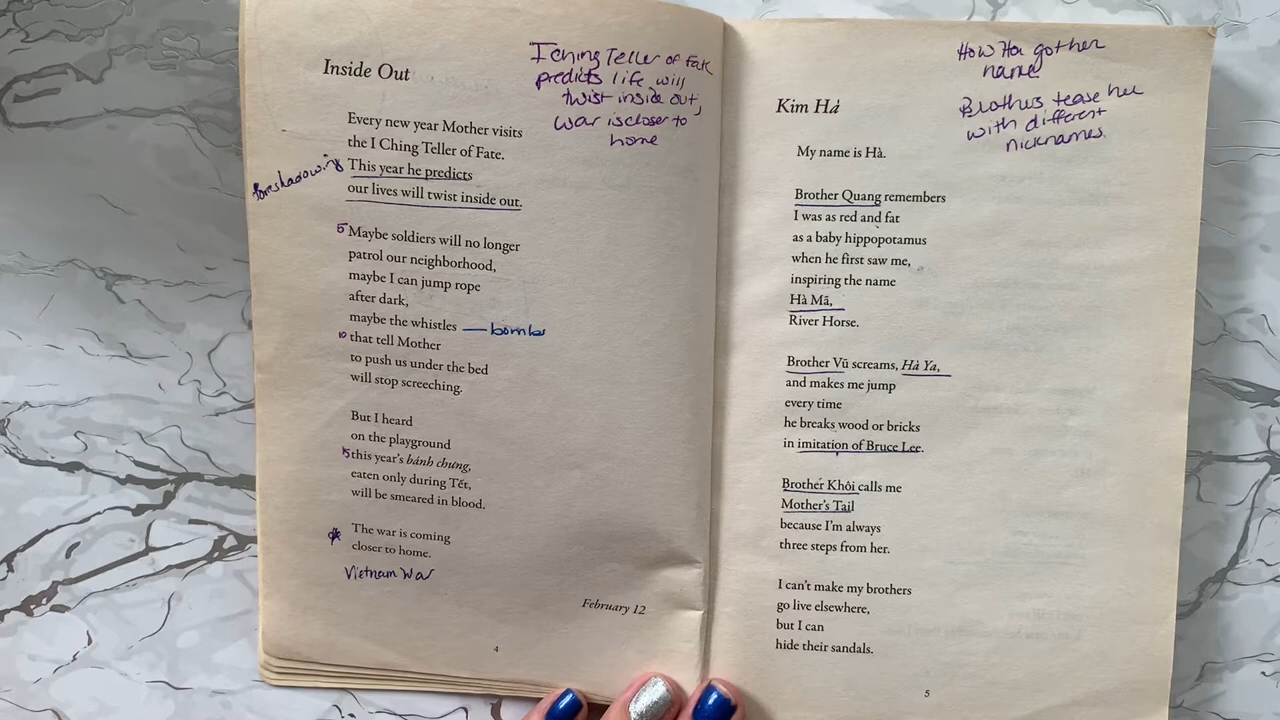 Inside Out
I Ching Teller of Fate
predicts life will
twist inside out,
war is closer to
home
Every new year Mother visits
the I Ching Teller of Fate.
foreshadowing
This year he predicts
our lives will twist inside out.
5 Maybe soldiers will no longer
patrol our neighborhood,
maybe I can jump rope
after dark,
maybe the whistles — bombs
10 that tell Mother
to push us under the bed
will stop screeching.
But I heard
on the playground
15 this year's bánh chưng,
eaten only during Tết,
will be smeared in blood.
The war is coming
closer to home.
Vietnam War
February 12
4
Kim Hà
How Ha got her
name
Brothers tease her
with different
nicknames.
My name is Hà.
Brother Quang remembers
I was as red and fat
as a baby hippopotamus
when he first saw me,
inspiring the name
Hà Mã,
River Horse.
Brother Vũ screams, Hà Ya,
and makes me jump
every time
he breaks wood or bricks
in imitation of Bruce Lee.
Brother Khôi calls me
Mother's Tail
because I'm always
three steps from her.
I can't make my brothers
go live elsewhere,
but I can
hide their sandals.
5